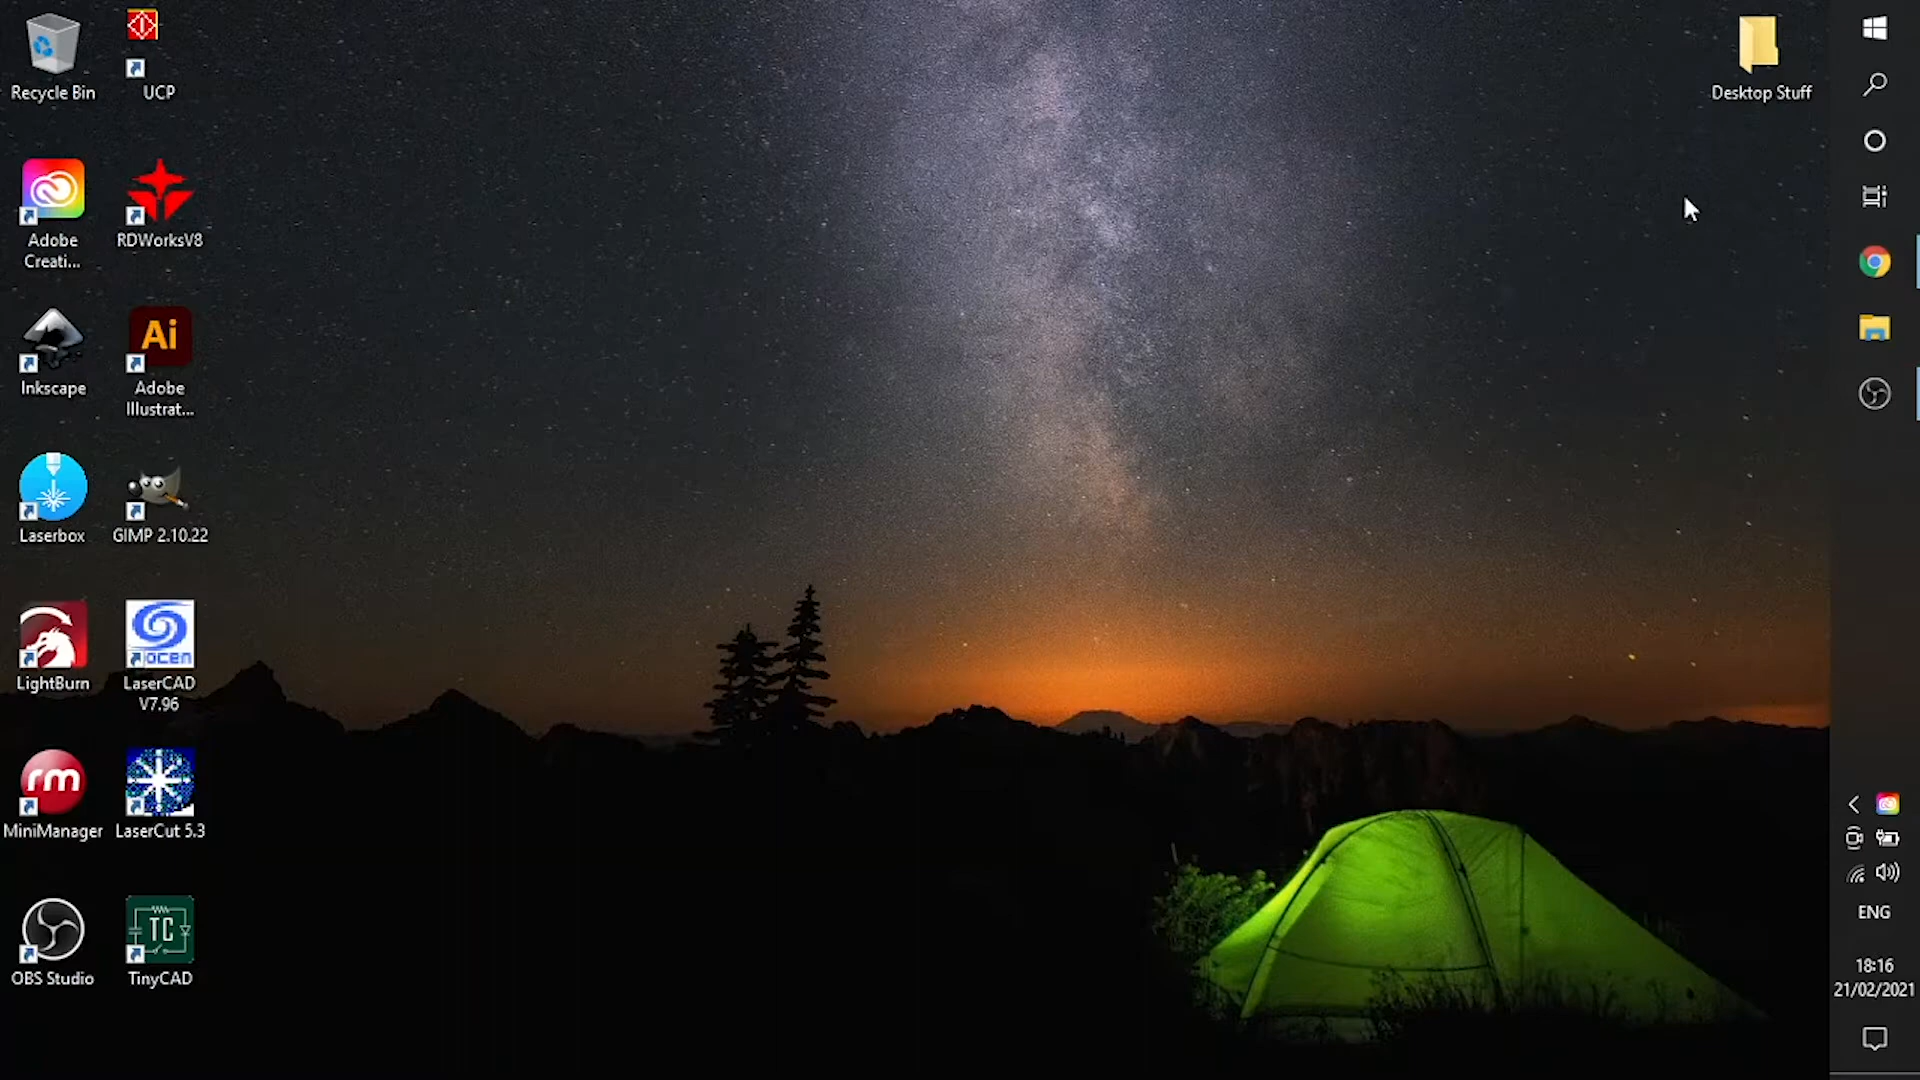 Recycle Bin
UCP
Desktop Stuff
Adobe
Creati...
RDWorksV8
Inkscape
Ai
Adobe
Illustrat...
Laserbox
GIMP 2.10.22
LightBurn
OCEN
LaserCAD
V7.96
rm
MiniManager
LaserCut 5.3
OBS Studio
TC
TinyCAD
ENG
18:16
21/02/2021